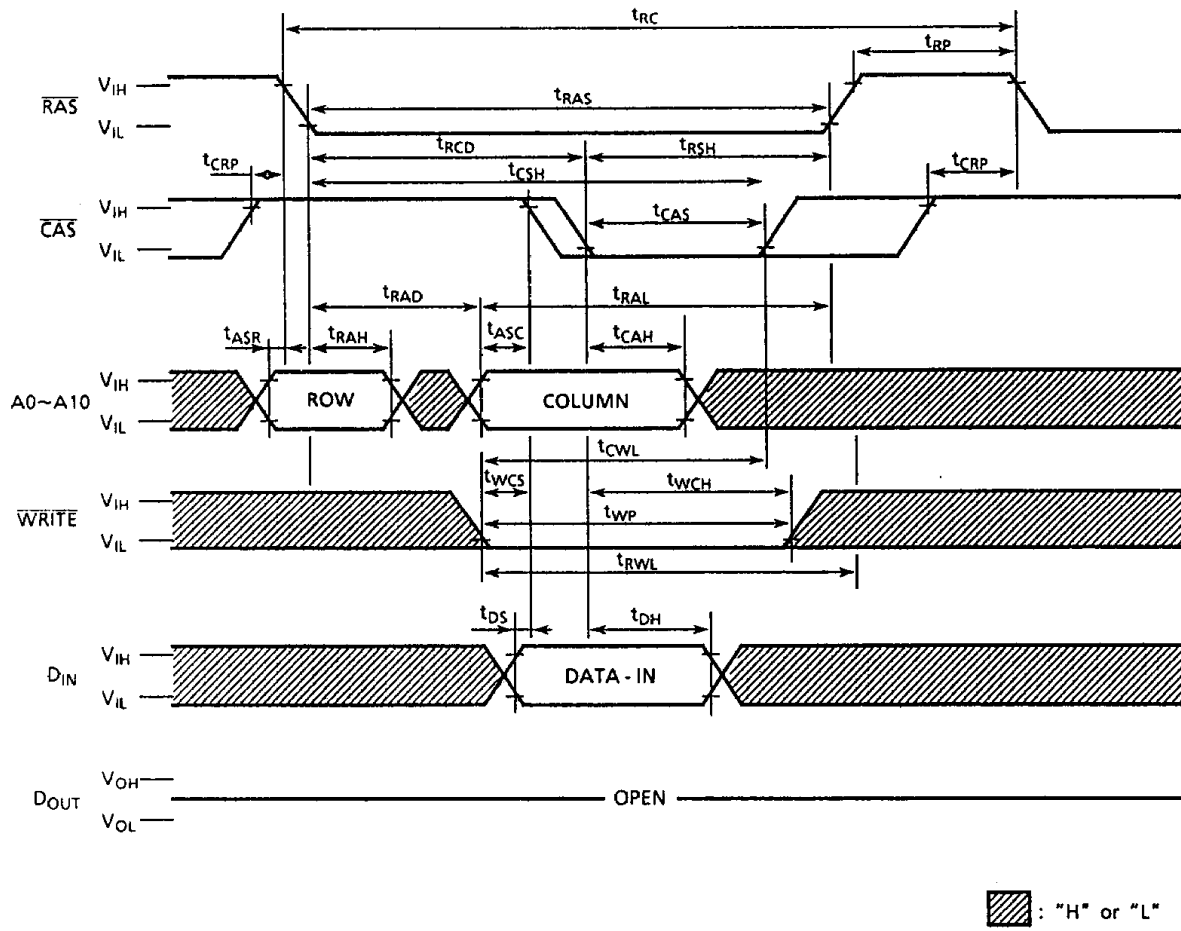 tRC
tRP
VIH
RAS
tRAS
VIL
tRCD
tRSH
tCRP
tCSH
tCRP
VIH
CAS
tCAS
VIL
tRAD
tRAL
tASR
tRAH
tASC
tCAH
VIH
A0~A10
ROW
COLUMN
VIL
tCWL
tWCS
tWCH
VIH
WRITE
tWP
VIL
tRWL
tDS
tDH
VIH
DIN
DATA - IN
VIL
VOH
DOUT
OPEN
VOL
: "H" or "L"